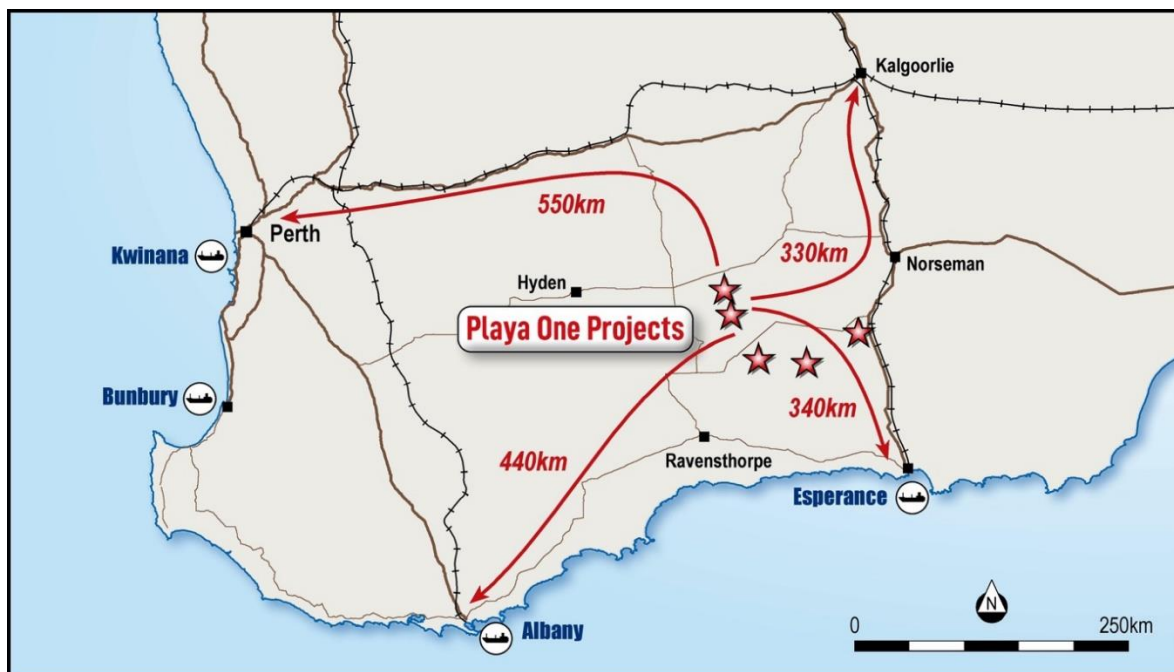 Kalgoorlie
550km
Perth
Kwinana
330km
Norseman
Hyden
Playa One Projects
Bunbury
340km
440km
Ravensthorpe
Esperance
N
Albany
0
250km